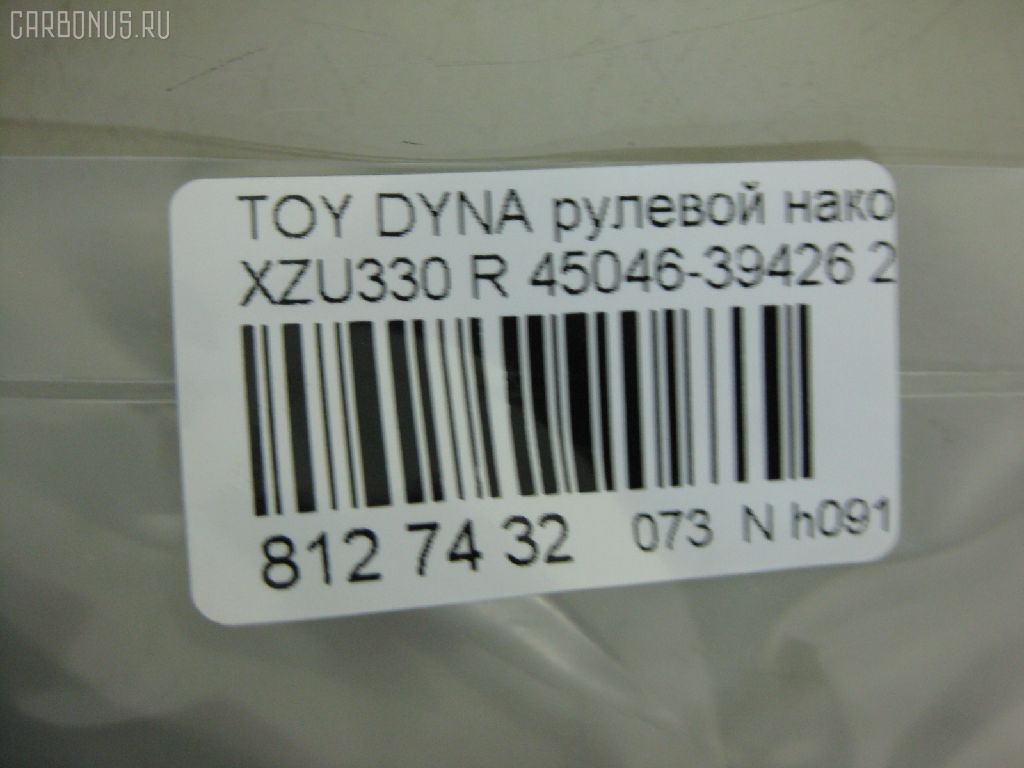 CARBONUS.RU
TOY DYNA рулевой нако
XZU330 R 45046-39426 2
812 74 32 073 N h091